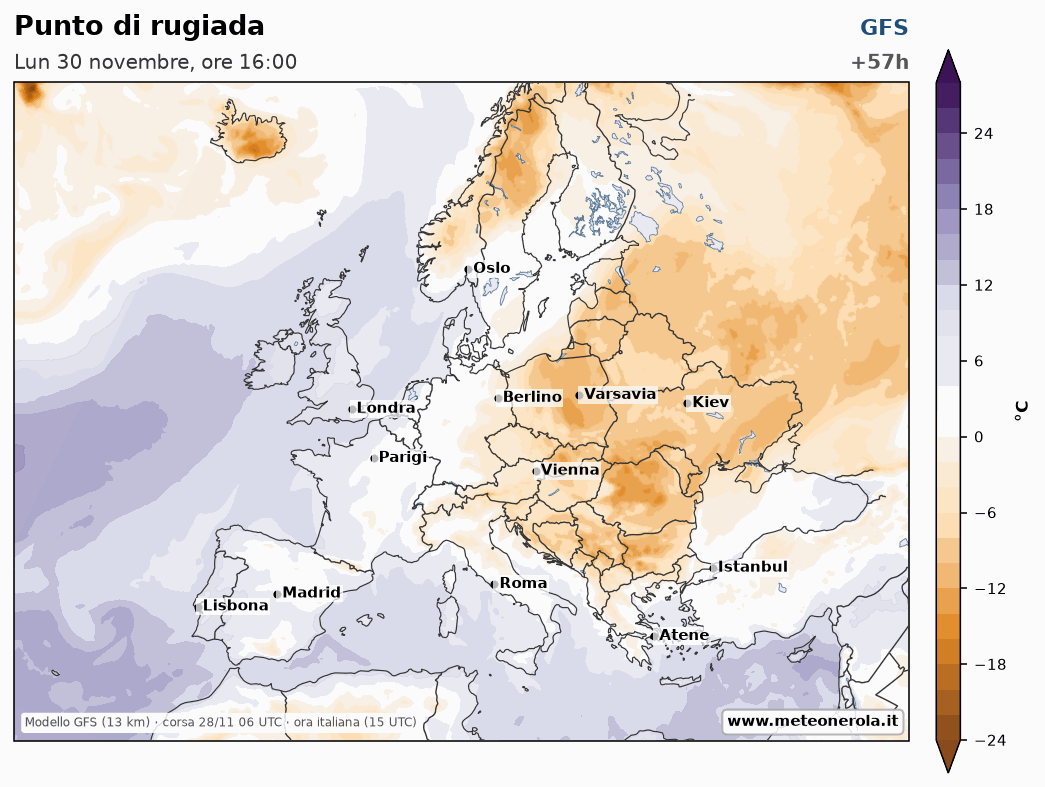 Punto di rugiada
GFS
Lun 30 novembre, ore 16:00
+57h
Oslo
Londra
Berlino
Varsavia
Kiev
Parigi
Vienna
Madrid
Lisbona
Roma
Istanbul
Atene
24
18
12
6
0
−6
−12
−18
−24
°C
Modello GFS (13 km) · corsa 28/11 06 UTC · ora italiana (15 UTC)
www.meteonerola.it